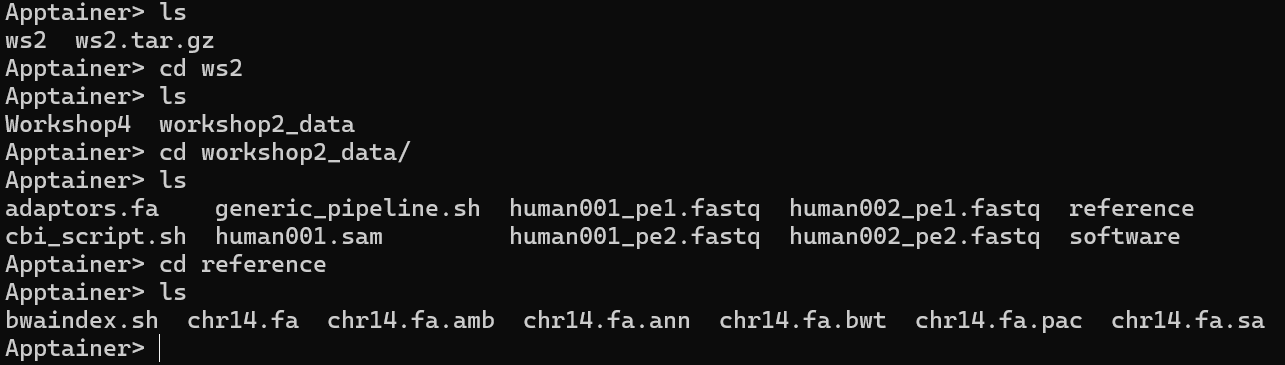 Apptainer> ls
ws2  ws2.tar.gz
Apptainer> cd ws2
Apptainer> ls
Workshop4  workshop2_data
Apptainer> cd workshop2_data/
Apptainer> ls
adaptors.fa    generic_pipeline.sh  human001_pe1.fastq  human002_pe1.fastq  reference
cbi_script.sh  human001.sam         human001_pe2.fastq  human002_pe2.fastq  software
Apptainer> cd reference
Apptainer> ls
bwaindex.sh  chr14.fa  chr14.fa.amb  chr14.fa.ann  chr14.fa.bwt  chr14.fa.pac  chr14.fa.sa
Apptainer>